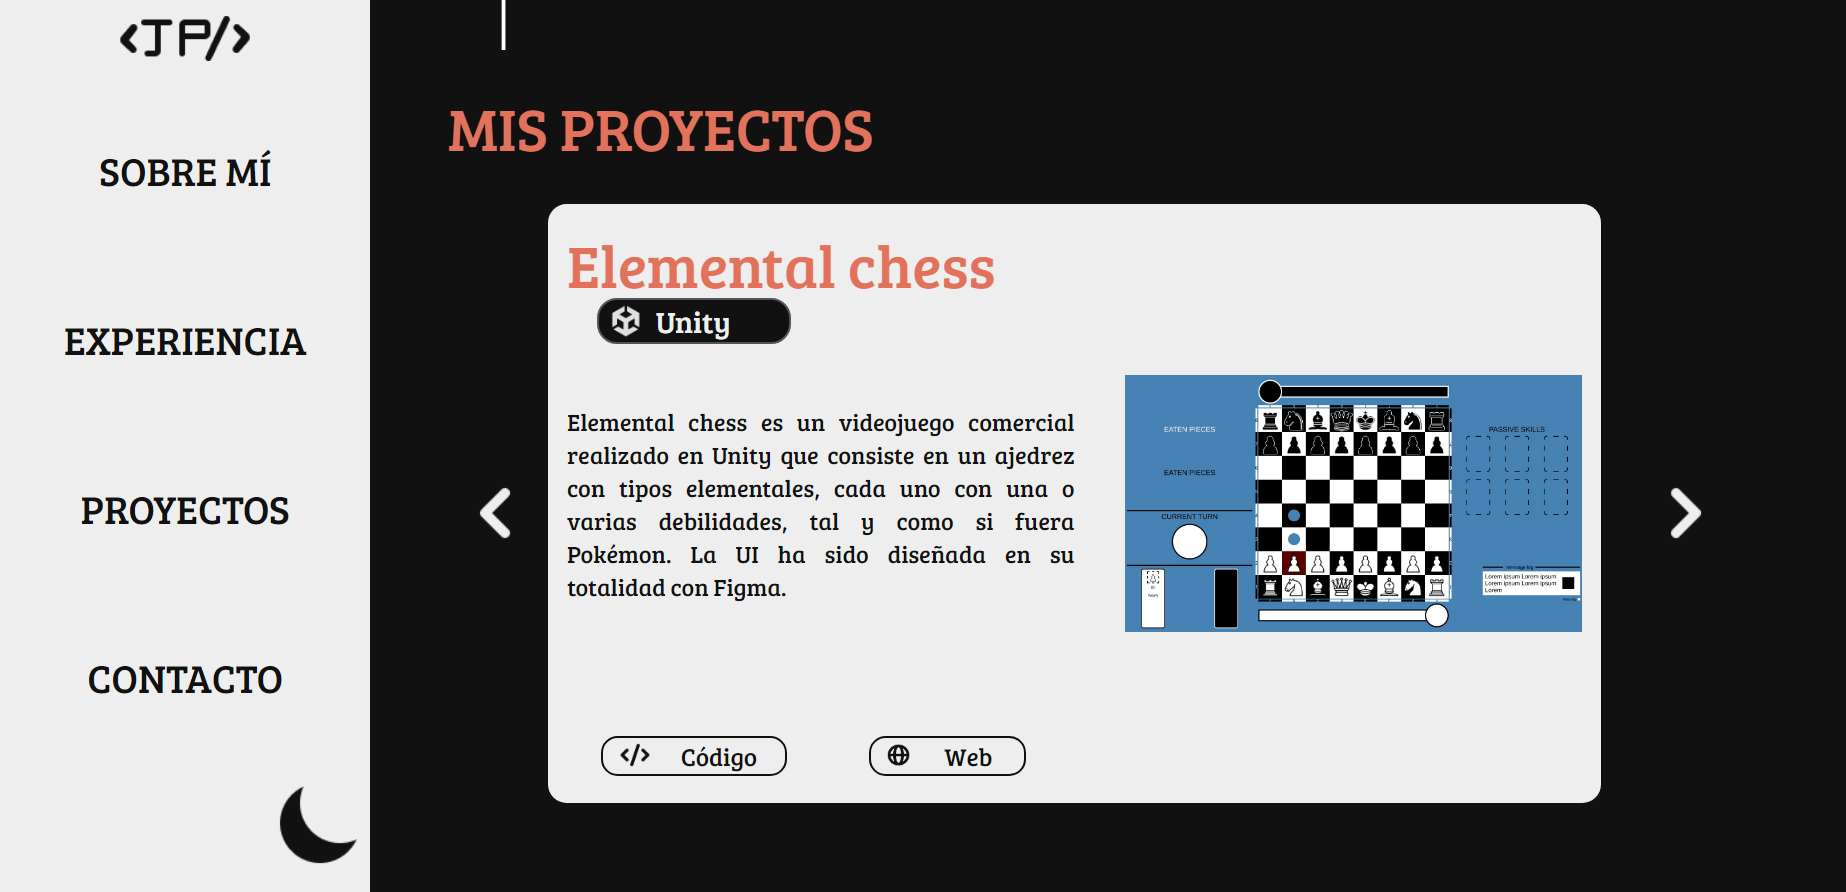 <JP/>
SOBRE MÍ
EXPERIENCIA
PROYECTOS
CONTACTO
MIS PROYECTOS
Elemental chess
Unity
Elemental chess es un videojuego comercial
realizado en Unity que consiste en un ajedrez
con tipos elementales, cada uno con una o
varias debilidades, tal y como si fuera
Pokémon. La UI ha sido diseñada en su
totalidad con Figma.
EATEN PIECES
EATEN PIECES
CURRENT TURN
PASSIVE SKILLS
Message log
Lorem ipsum Lorem ipsum
Lorem ipsum Lorem ipsum
Lorem
</> Código
Web